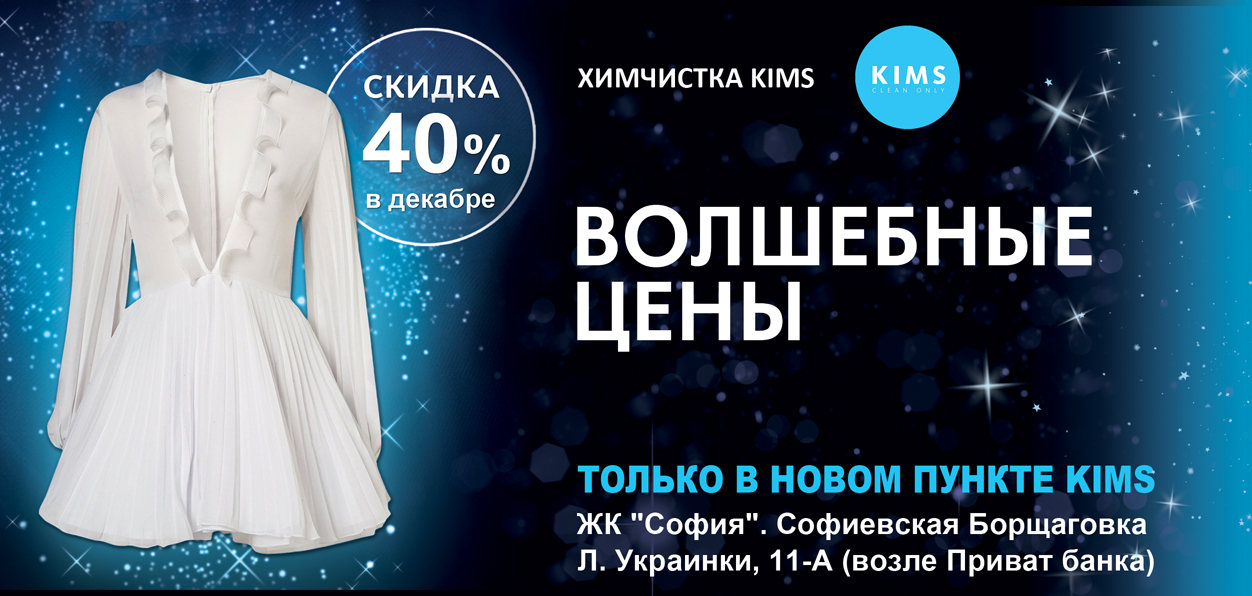 СКИДКА
40%
в декабре
ХИМЧИСТКА KIMS
KIMS
CLEAN ONLY
ВОЛШЕБНЫЕ
ЦЕНЫ
ТОЛЬКО В НОВОМ ПУНКТЕ KIMS
ЖК "София". Софиевская Борщаговка
Л. Украинки, 11-А (возле Приват банка)